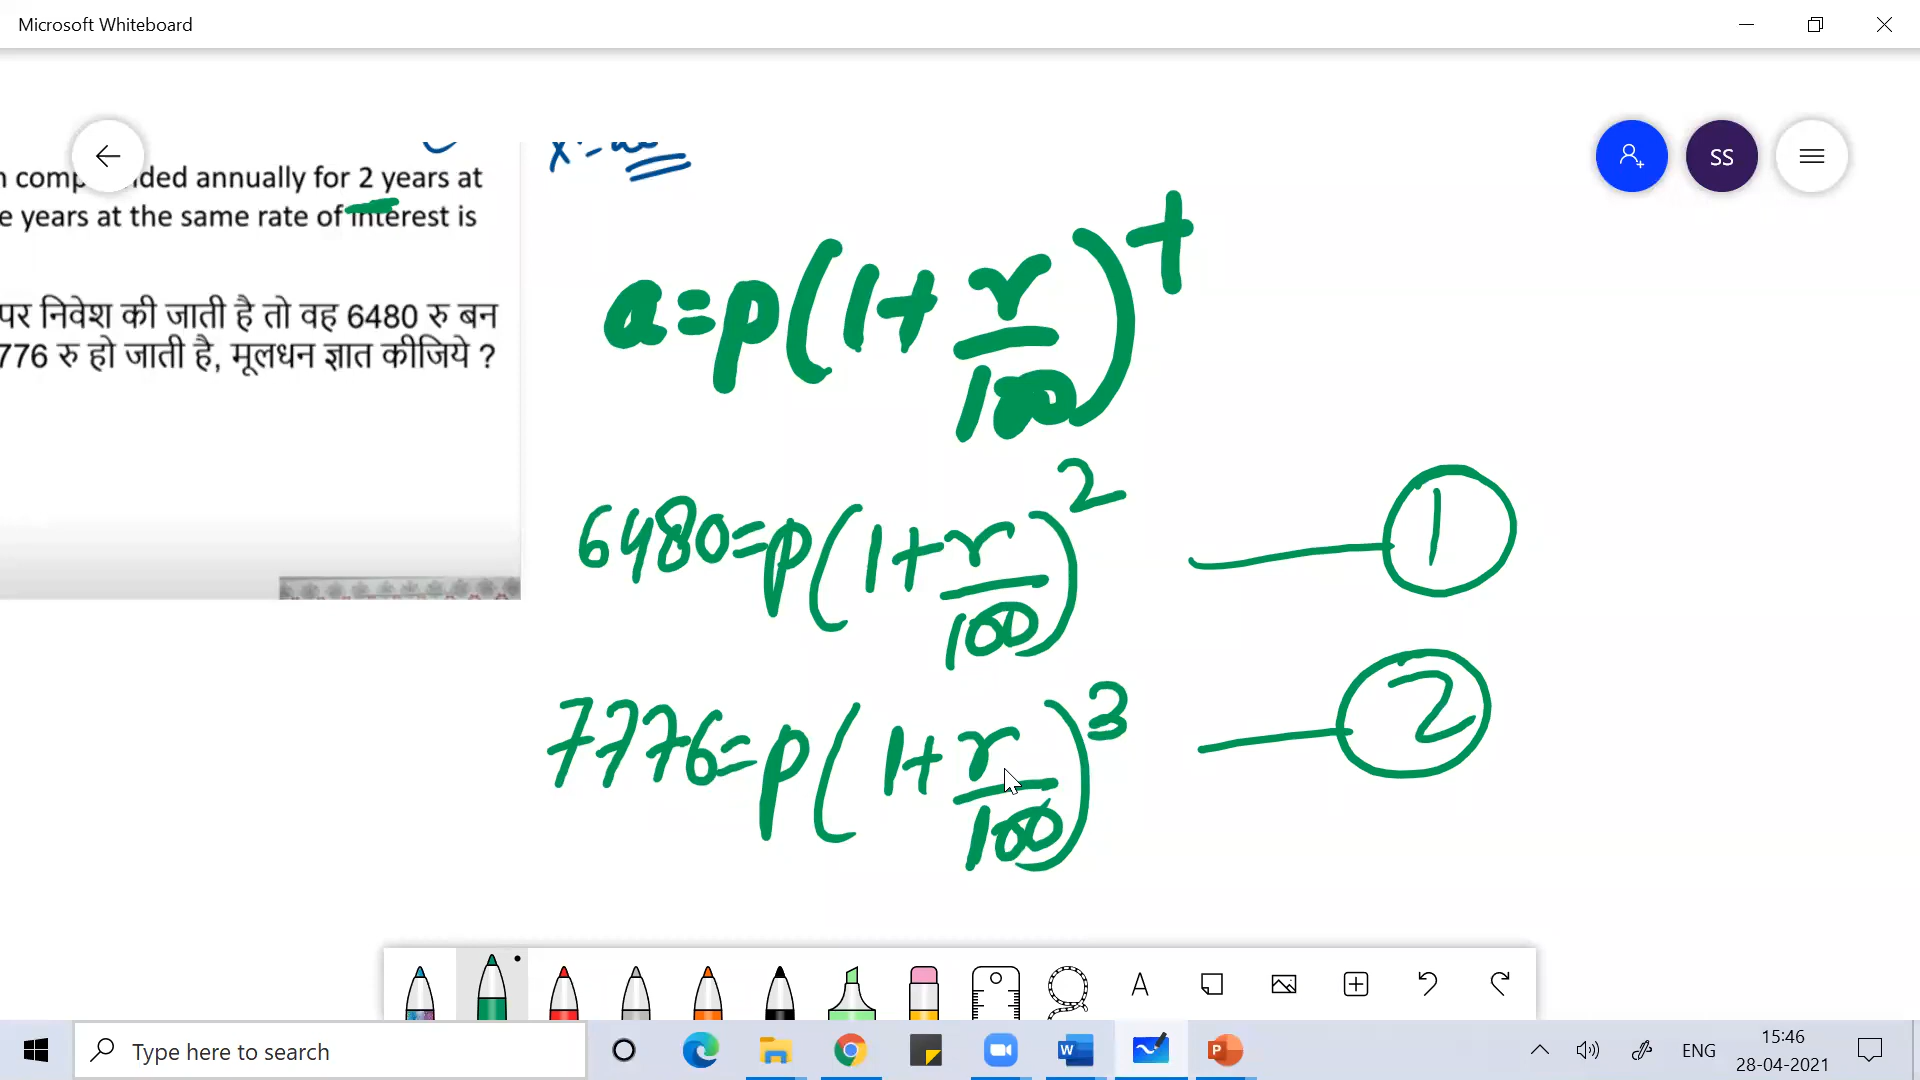 Microsoft Whiteboard
ded annually for 2 years at
e years at the same rate of interest is
पर निवेश की जाती है तो वह 6480 रु बन
776 रु हो जाती है, मूलधन ज्ञात कीजिये ?
SS
a=p(1+r/100)^t
6480=p(1+r/100)^2 1
7776=p(1+r/100)^3 2
A
Type here to search
ENG
15:46
28-04-2021